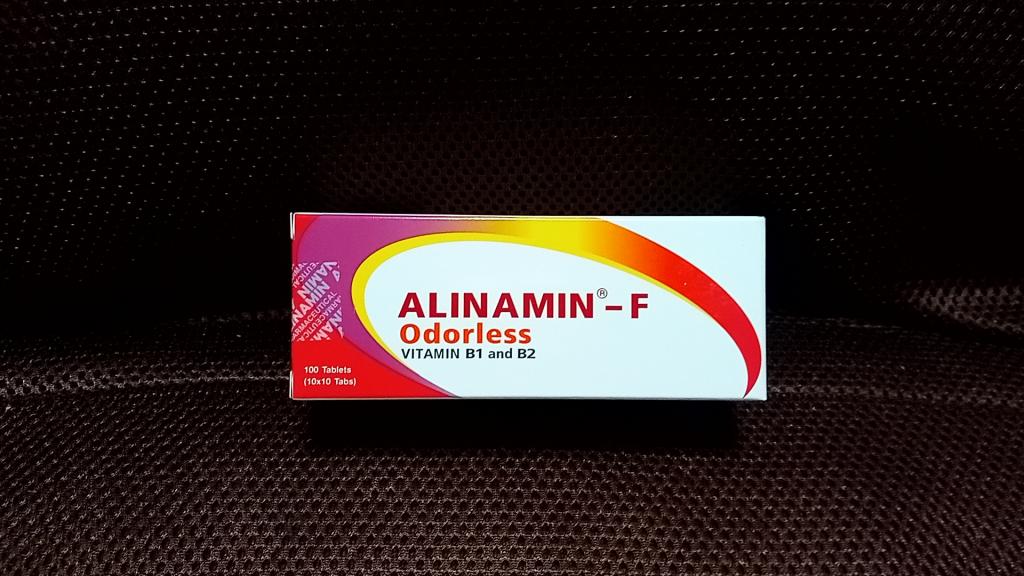 ALINAMIN® – F
Odorless
VITAMIN B1 and B2
100 Tablets
(10x10 Tabs)